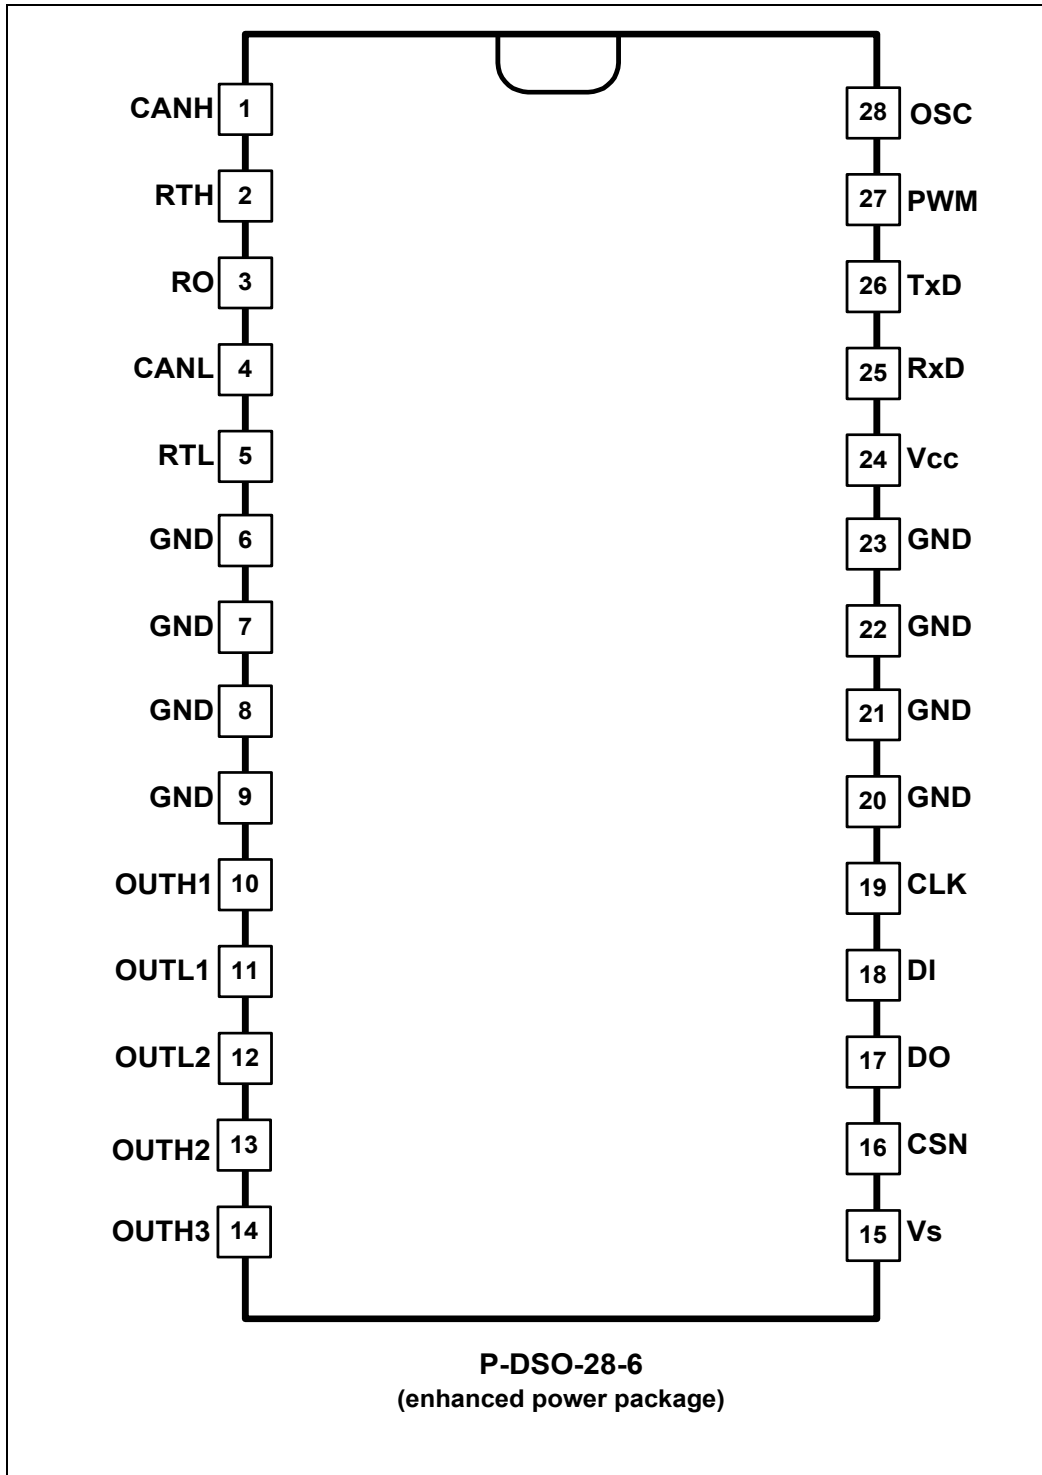 CANH 1 28 OSC
RTH 2 27 PWM
RO 3 26 TxD
CANL 4 25 RxD
RTL 5 24 Vcc
GND 6 23 GND
GND 7 22 GND
GND 8 21 GND
GND 9 20 GND
OUTH1 10 19 CLK
OUTL1 11 18 DI
OUTL2 12 17 DO
OUTH2 13 16 CSN
OUTH3 14 15 Vs
P-DSO-28-6
(enhanced power package)